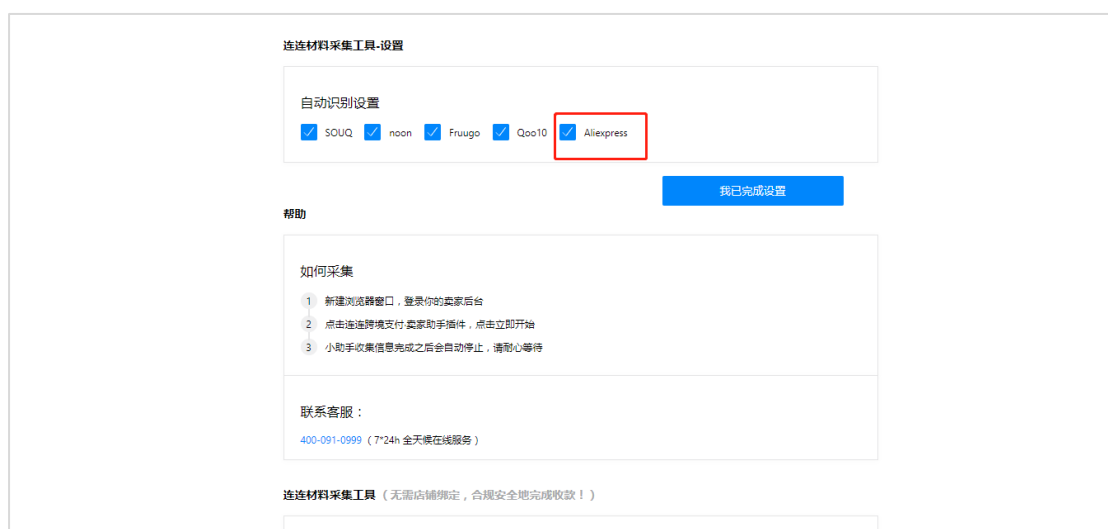 连连材料采集工具-设置
自动识别设置
SOUQ noon Fruugo Qoo10 Aliexpress
我已完成设置
帮助
如何采集
1 新建浏览器窗口，登录你的卖家后台
2 点击连连跨境支付·卖家助手插件，点击立即开始
3 小助手收集信息完成之后会自动停止，请耐心等待
联系客服：
400-091-0999（7*24h 全天候在线服务）
连连材料采集工具（无需店铺绑定，合规安全地完成收款！）